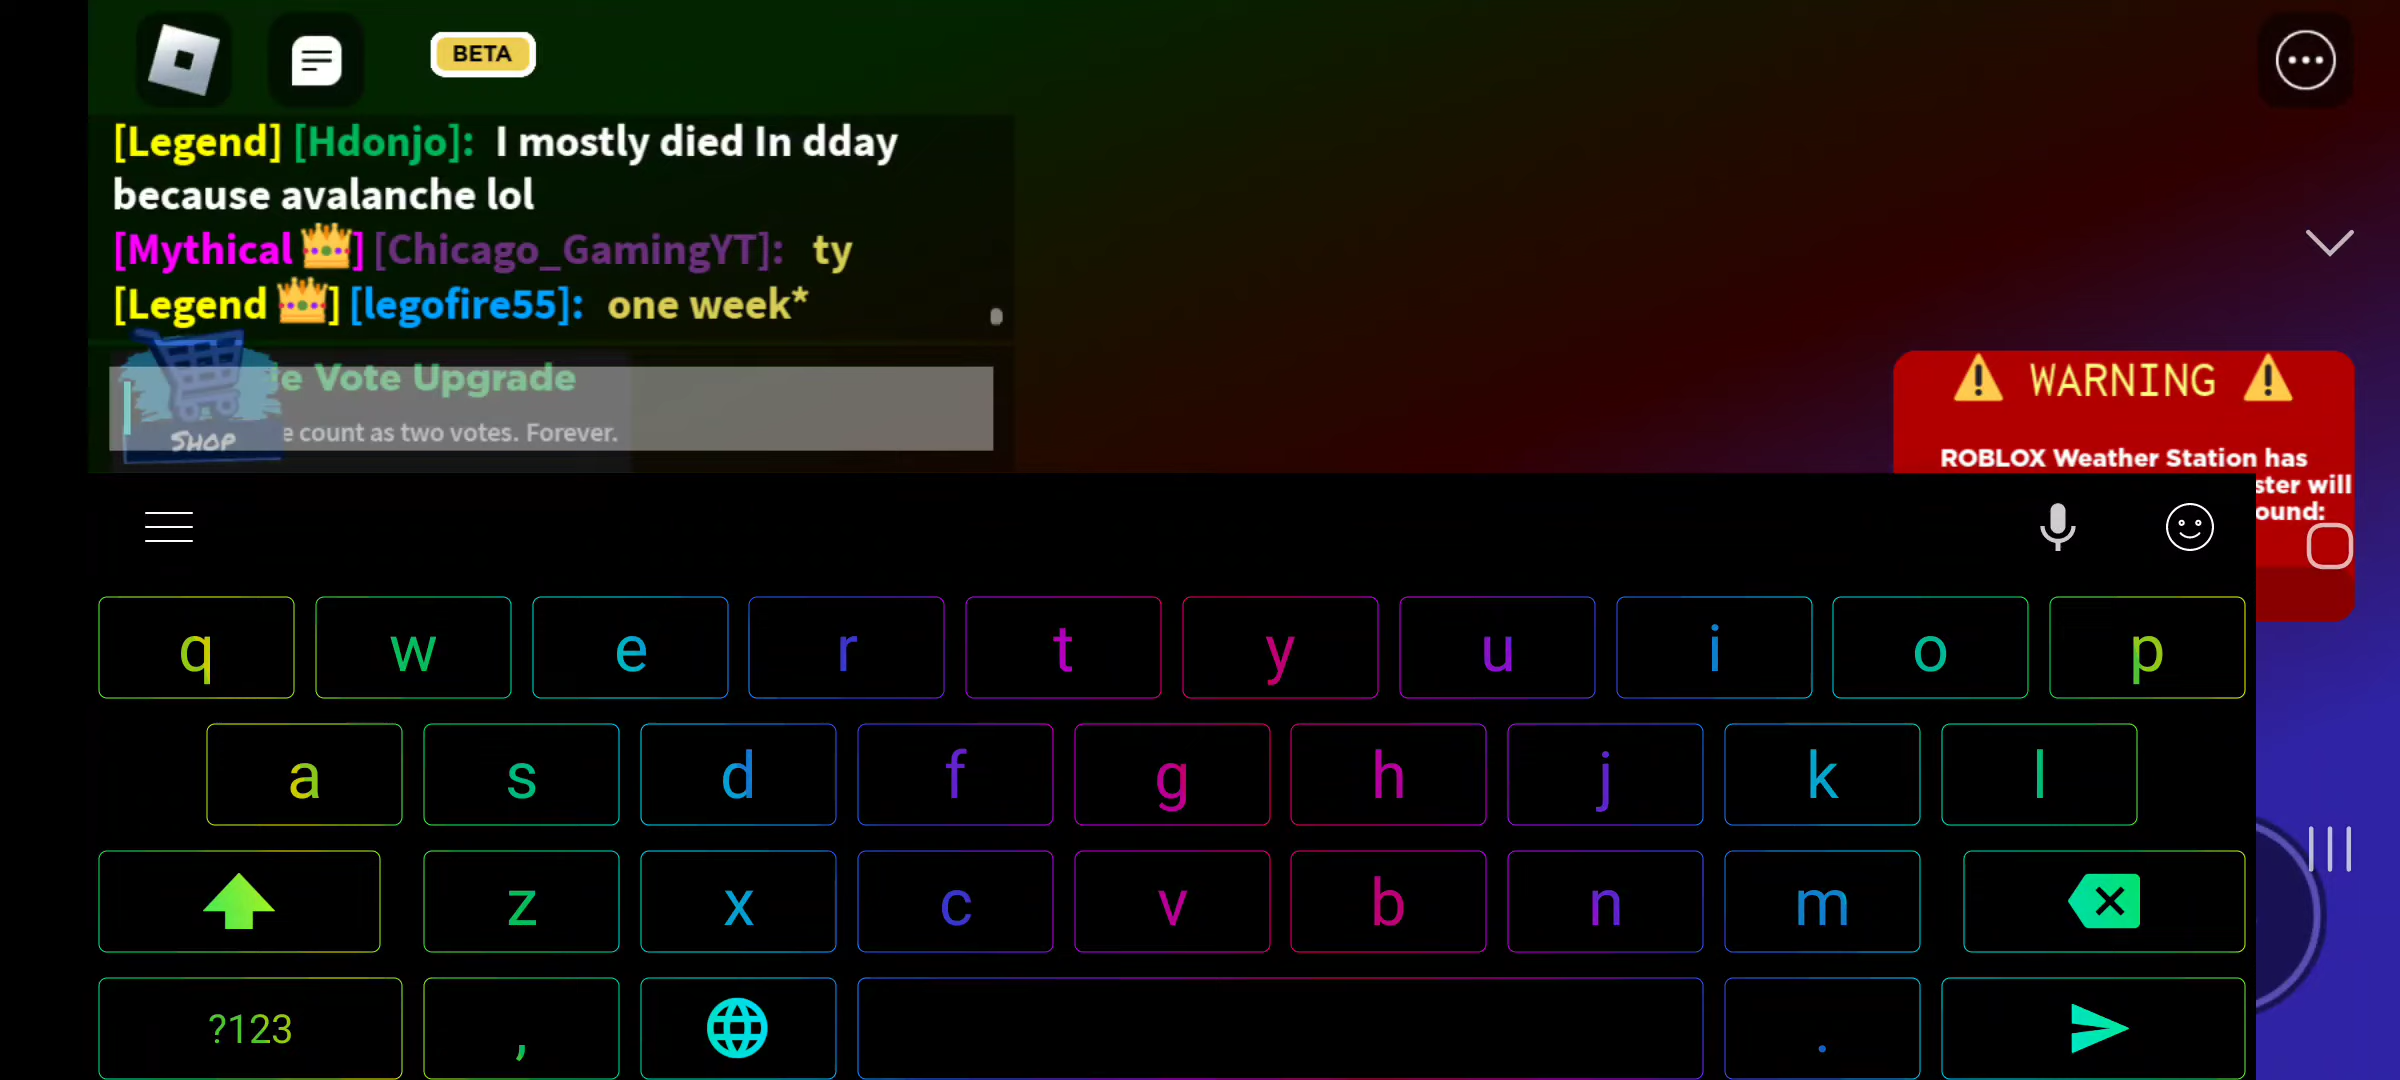 BETA
[Legend] [Hdonjo]: I mostly died In dday
because avalanche lol
[Mythical 👑] [Chicago_GamingYT]: ty
[Legend 👑] [legofire55]: one week*
Vote Upgrade
SHOP
count as two votes. Forever.
⚠ WARNING ⚠
ROBLOX Weather Station has
ster will
ound:
q w e r t y u i o p
a s d f g h j k l
z x c v b n m
?123 , .